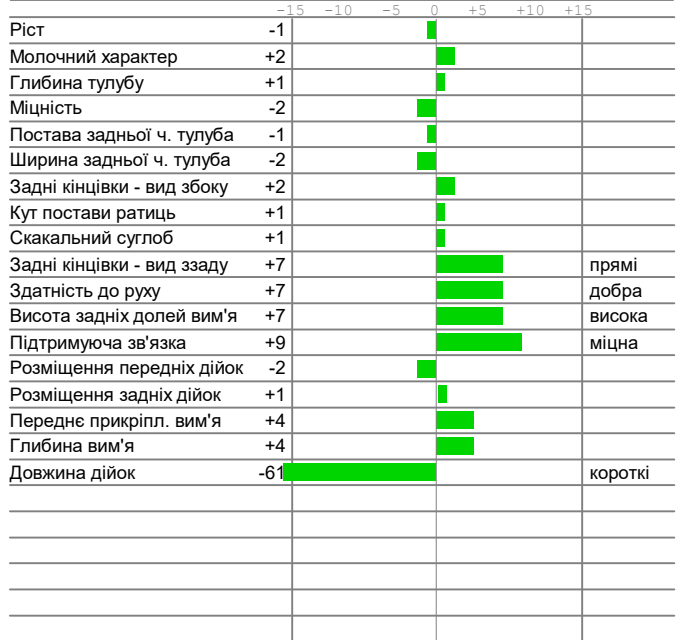 -15 -10 -5 0 +5 +10 +15
Ріст -1
Молочний характер +2
Глибина тулубу +1
Міцність -2
Постава задньої ч. тулуба -1
Ширина задньої ч. тулуба -2
Задні кінцівки - вид збоку +2
Кут постави ратиць +1
Скакальний суглоб +1
Задні кінцівки - вид ззаду +7 прямі
Здатність до руху +7 добра
Висота задніх долей вим'я +7 висока
Підтримуюча зв'язка +9 міцна
Розміщення передніх дійок -2
Розміщення задніх дійок +1
Переднє прикріпл. вим'я +4
Глибина вим'я +4
Довжина дійок -61 короткі